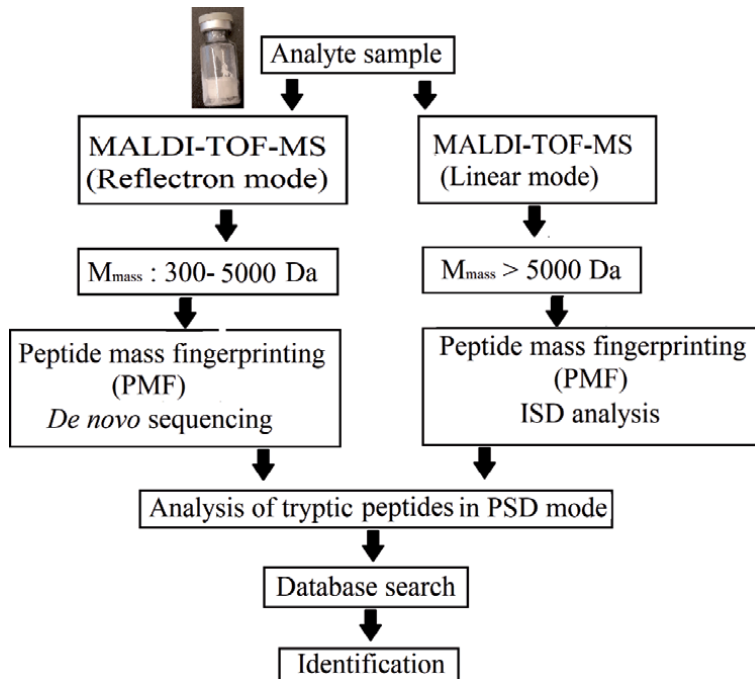 Analyte sample
MALDI-TOF-MS
(Reflectron mode)
MALDI-TOF-MS
(Linear mode)
Mmass : 300- 5000 Da
Mmass > 5000 Da
Peptide mass fingerprinting
(PMF)
De novo sequencing
Peptide mass fingerprinting
(PMF)
ISD analysis
Analysis of tryptic peptides in PSD mode
Database search
Identification